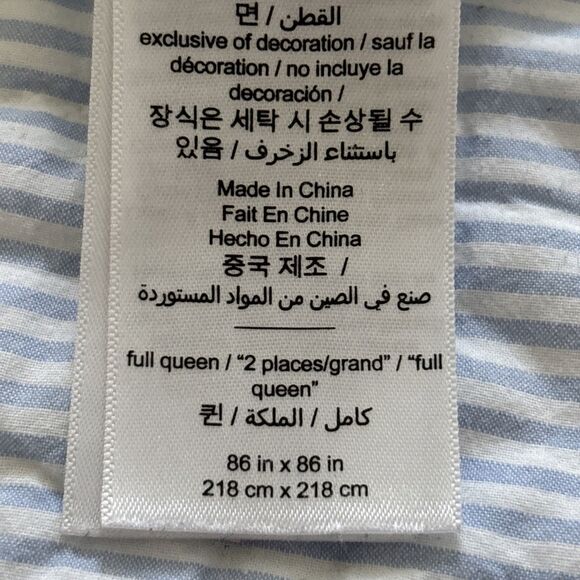 면 / القطن
exclusive of decoration / sauf la
décoration / no incluye la
decoración /
장식은 세탁 시 손상될 수
있음 / باستثناء الزخرف
Made In China
Fait En Chine
Hecho En China
중국 제조 /
صنع في الصين من المواد المستوردة
full queen / “2 places/grand” / “full
queen”
퀸 / الملكة / كامل
86 in x 86 in
218 cm x 218 cm